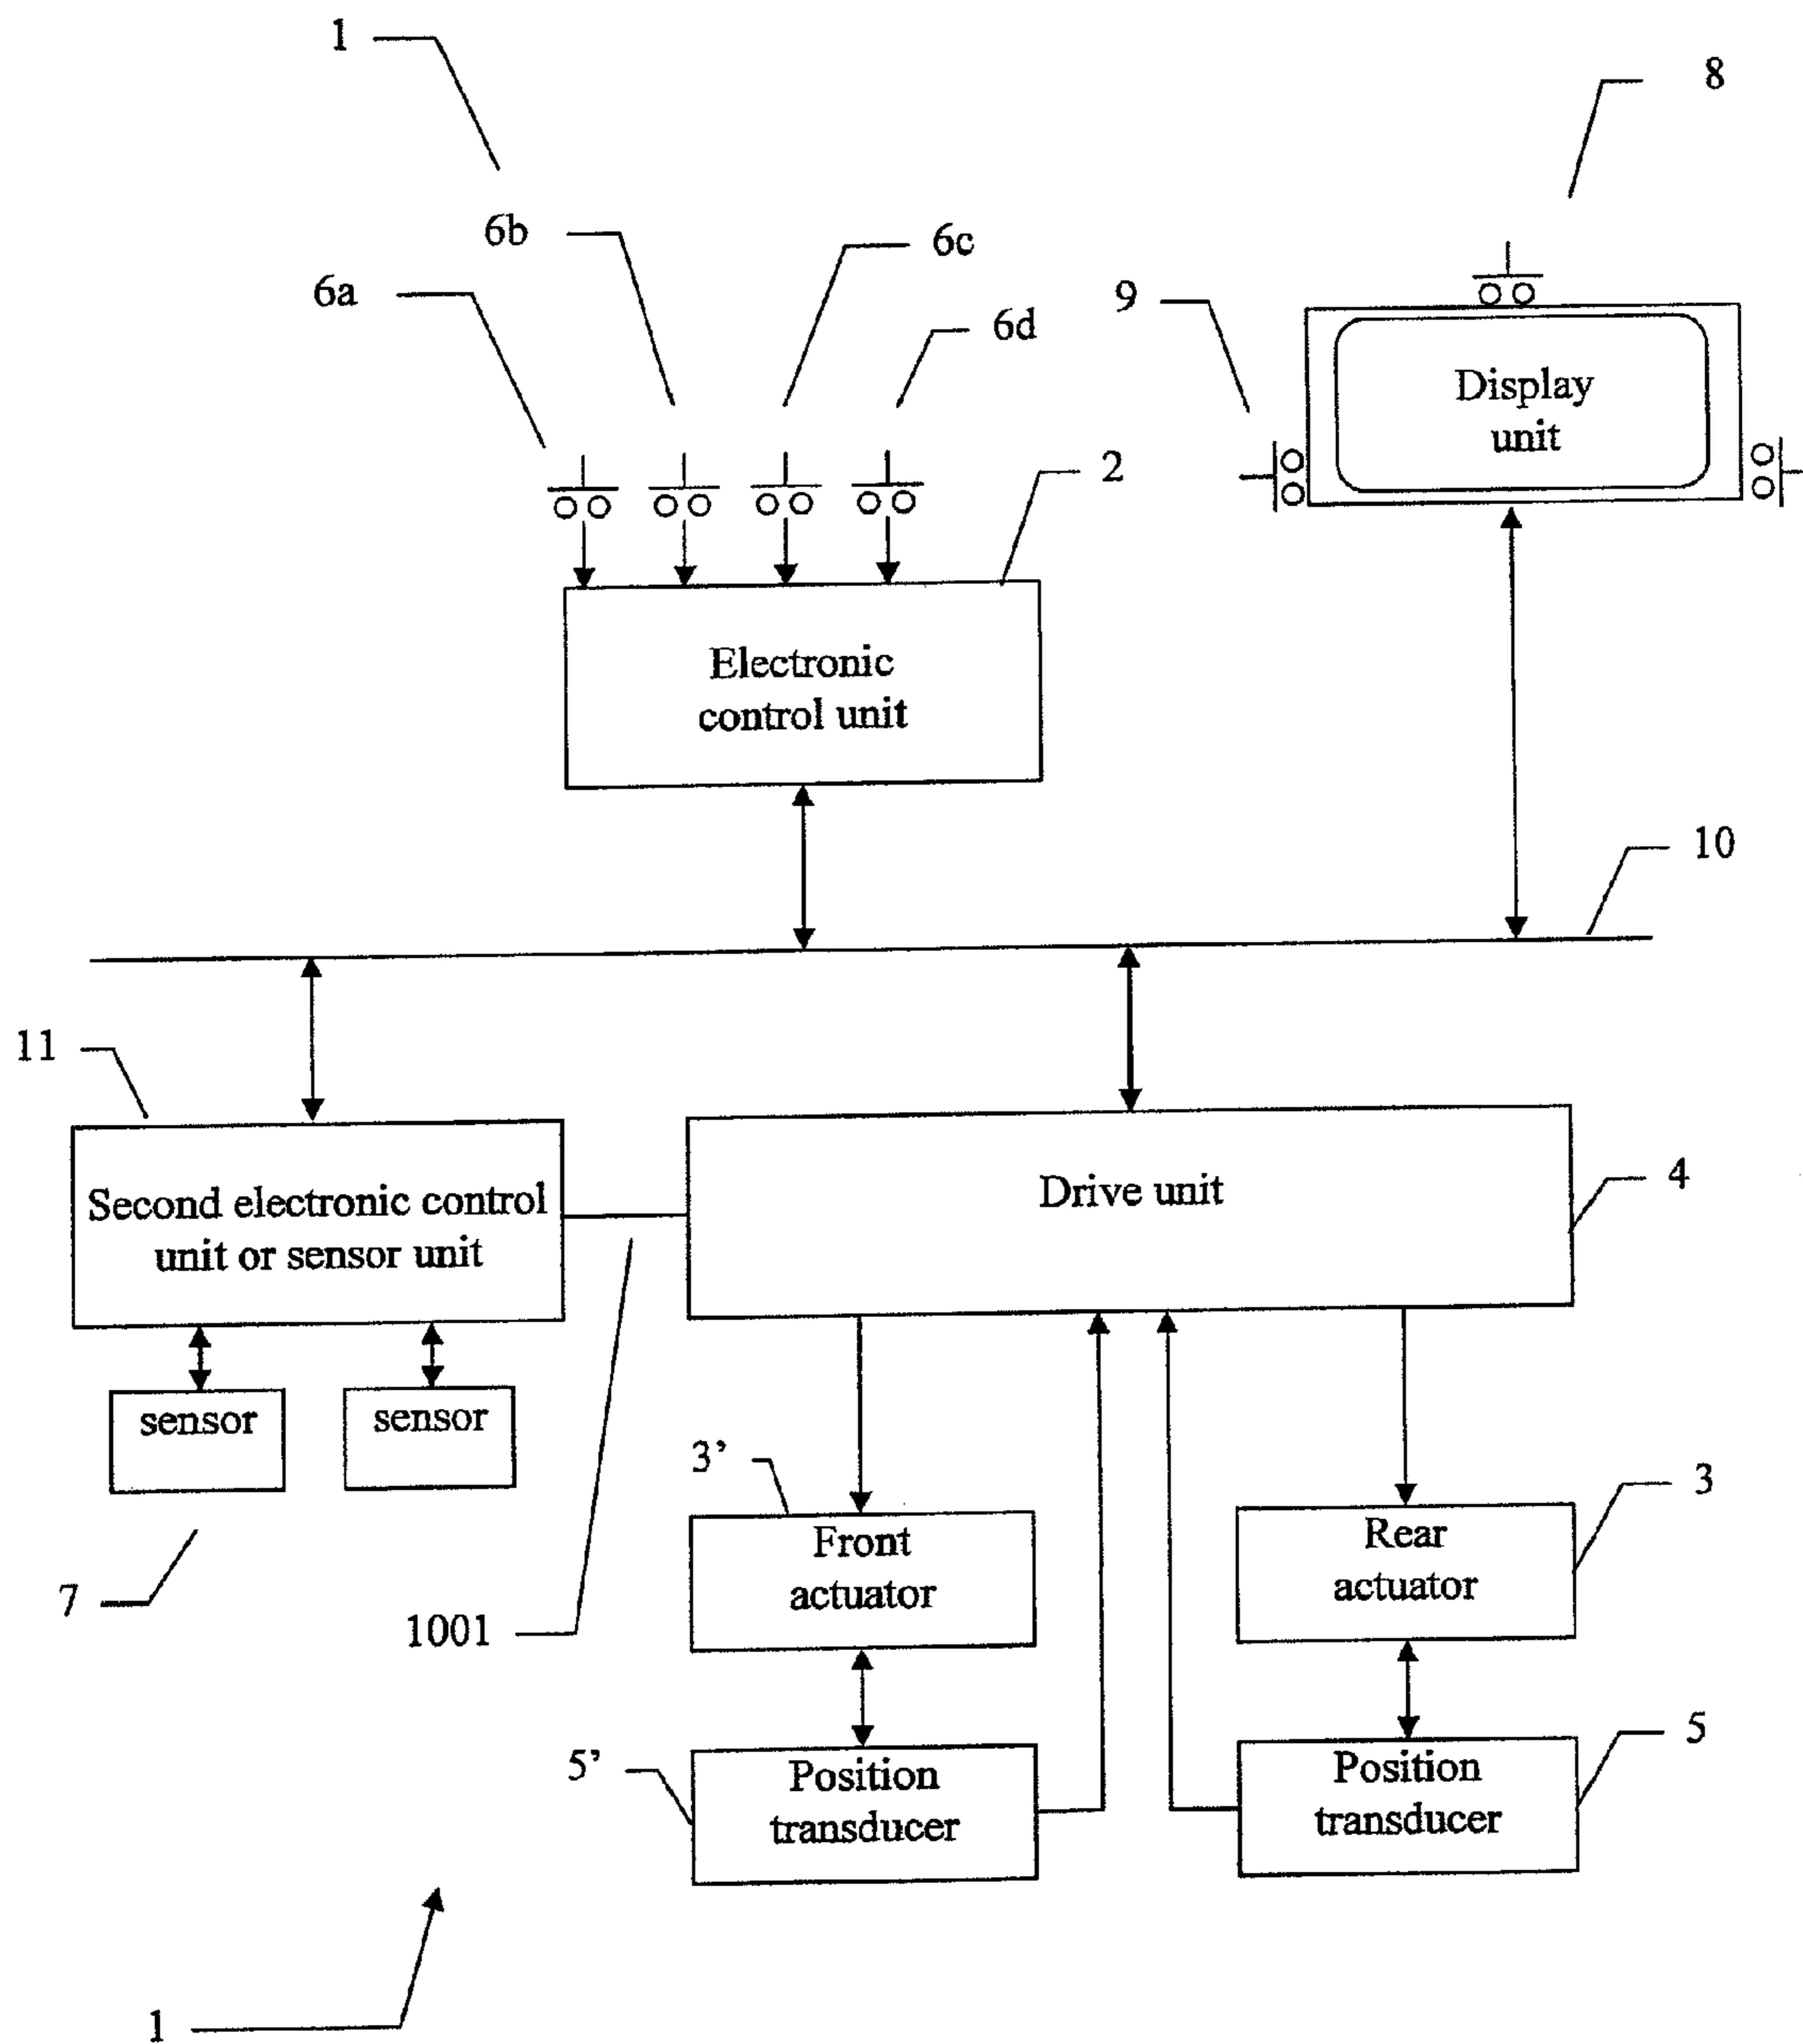 1
8
6b
6c
6a
9
6d
Display
unit
2
Electronic
control unit
10
11
Second electronic control
unit or sensor unit
Drive unit
4
sensor
sensor
3’
Front
actuator
Rear
actuator
3
7
1001
5’
Position
transducer
Position
transducer
5
1